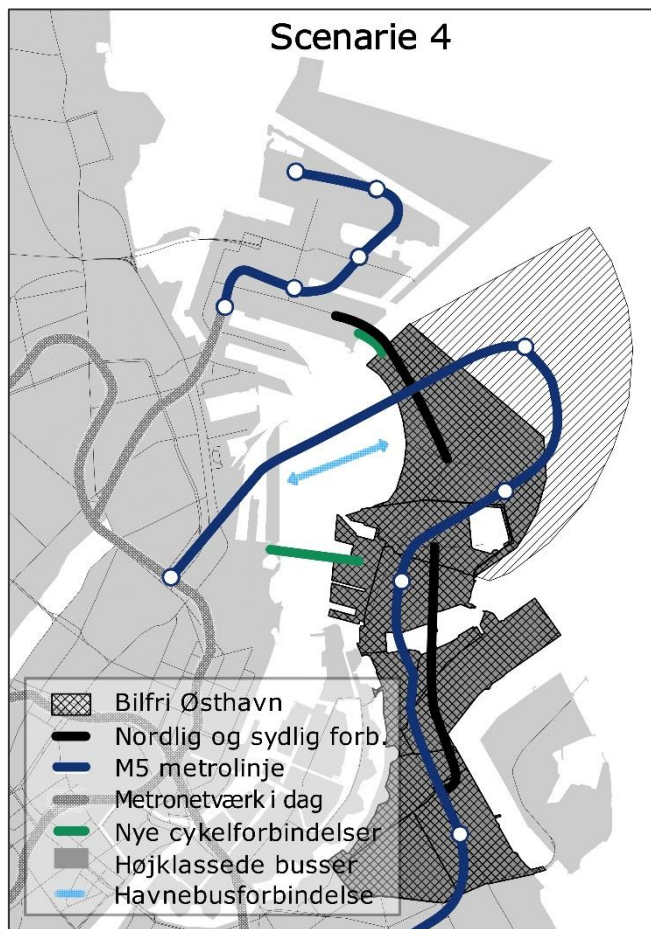 Scenarie 4
Bilfri Østhavn
Nordlig og sydlig forb.
M5 metrolinje
Metronetværk i dag
Nye cykelforbindelser
Højklassede busser
Havnebusforbindelse